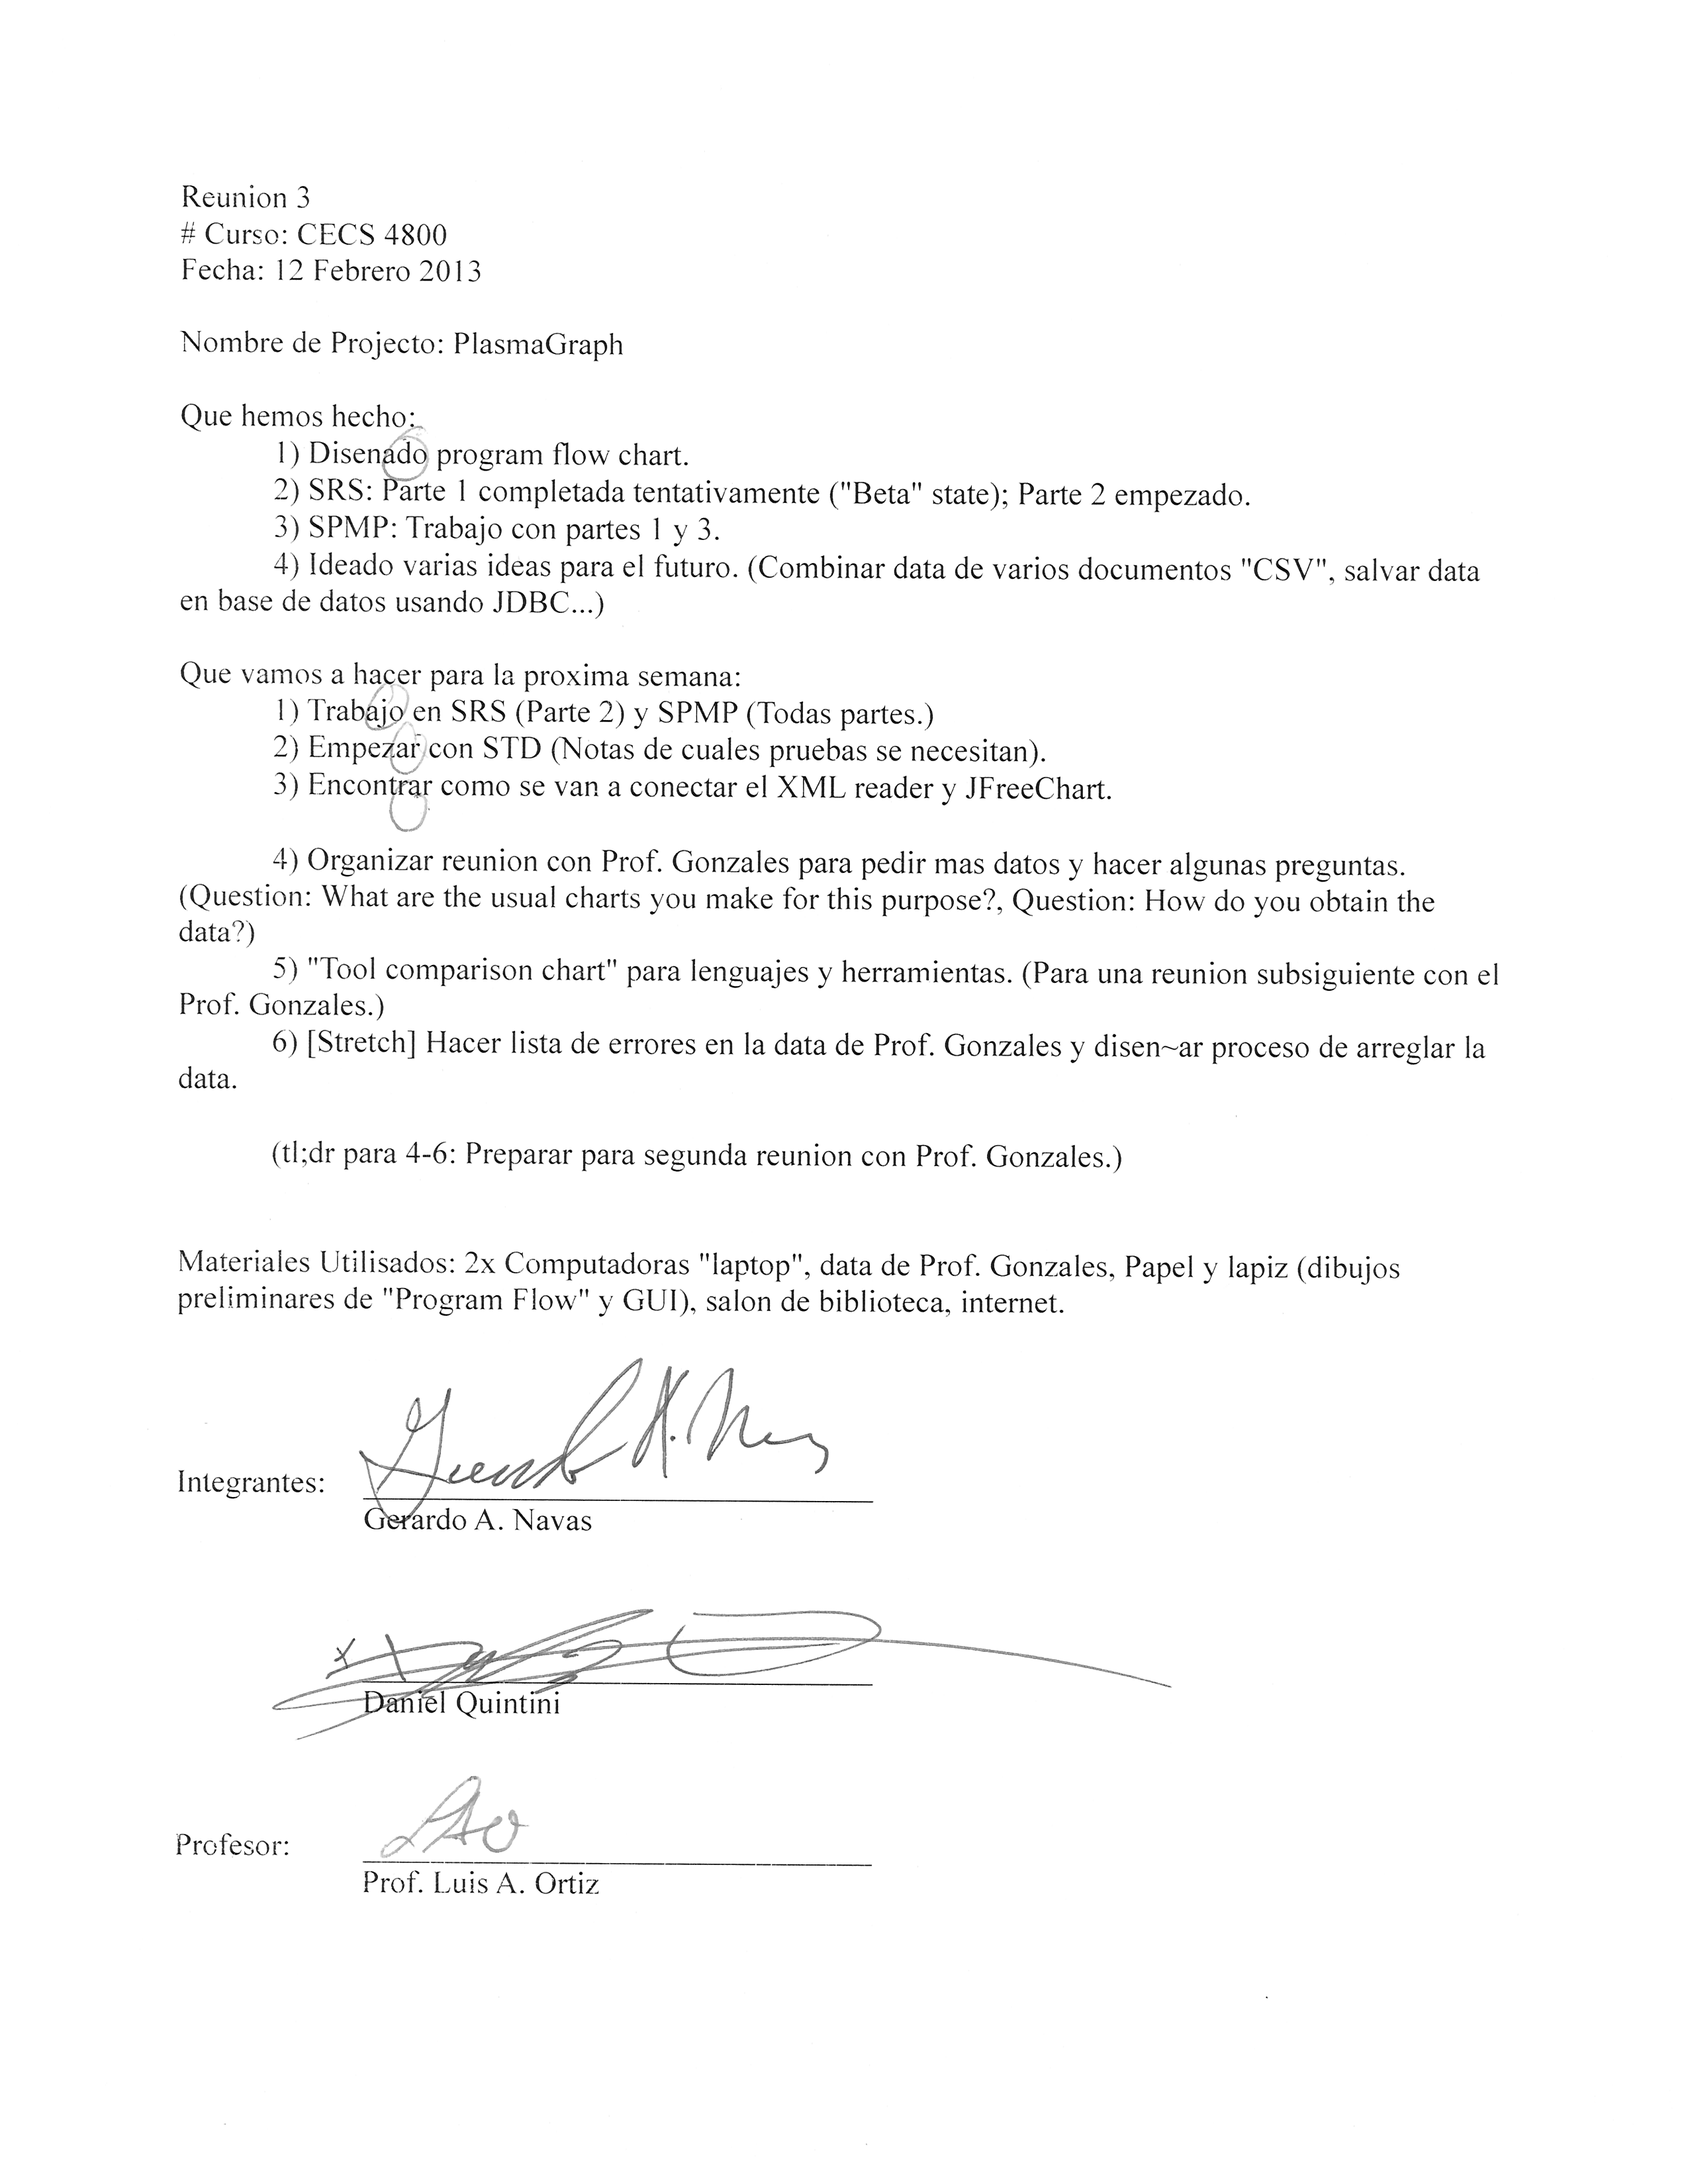 Reunion 3
# Curso: CECS 4800
Fecha: 12 Febrero 2013
Nombre de Projecto: PlasmaGraph
Que hemos hecho:
1) Disenado program flow chart.
2) SRS: Parte 1 completada tentativamente ("Beta" state); Parte 2 empezado.
3) SPMP: Trabajo con partes 1 y 3.
4) Ideado varias ideas para el futuro. (Combinar data de varios documentos "CSV", salvar data
en base de datos usando JDBC...)
Que vamos a hacer para la proxima semana:
1) Trabajo en SRS (Parte 2) y SPMP (Todas partes.)
2) Empezar con STD (Notas de cuales pruebas se necesitan).
3) Encontrar como se van a conectar el XML reader y JFreeChart.
4) Organizar reunion con Prof. Gonzales para pedir mas datos y hacer algunas preguntas.
(Question: What are the usual charts you make for this purpose?, Question: How do you obtain the
data?)
5) "Tool comparison chart" para lenguajes y herramientas. (Para una reunion subsiguiente con el
Prof. Gonzales.)
6) [Stretch] Hacer lista de errores en la data de Prof. Gonzales y disen~ar proceso de arreglar la
data.
(tl;dr para 4-6: Preparar para segunda reunion con Prof. Gonzales.)
Materiales Utilisados: 2x Computadoras "laptop", data de Prof. Gonzales, Papel y lapiz (dibujos
preliminares de "Program Flow" y GUI), salon de biblioteca, internet.
Integrantes:
Gerardo A. Navas
Daniel Quintini
Profesor:
Prof. Luis A. Ortiz